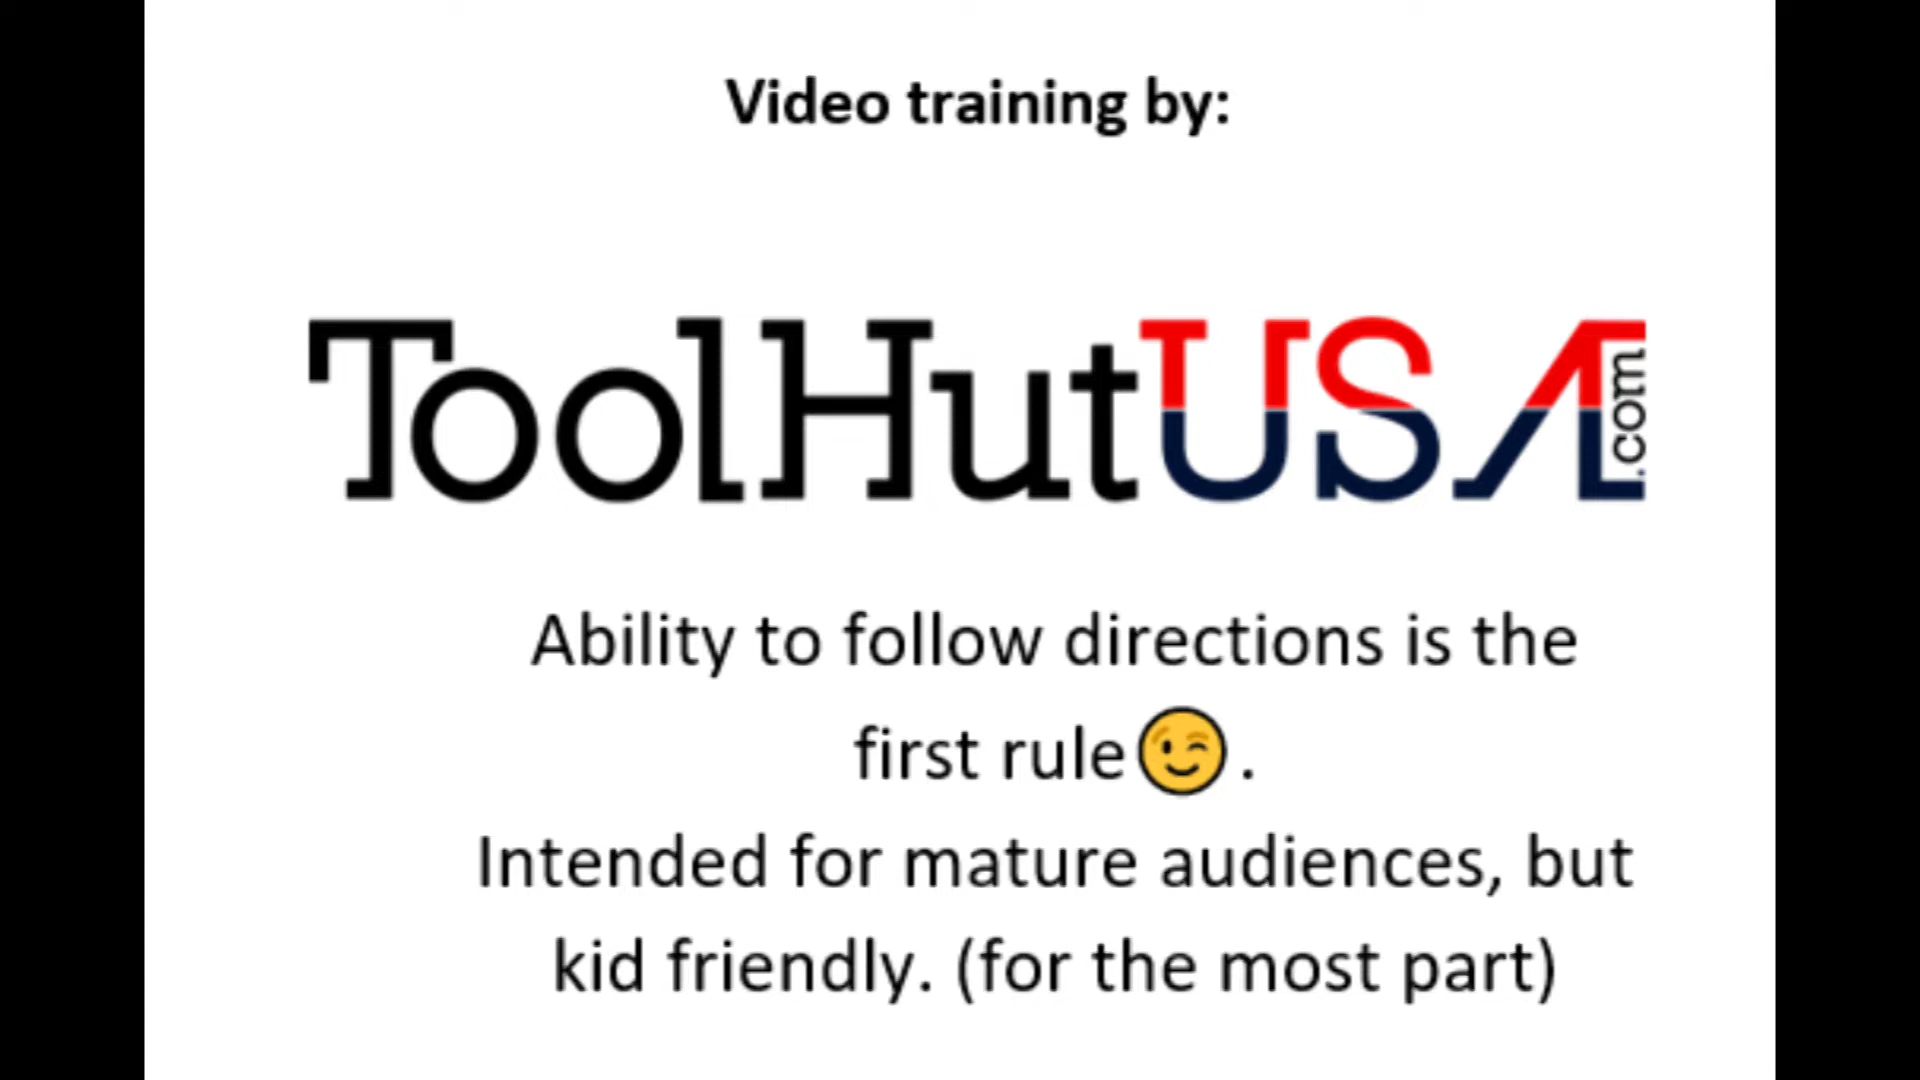 Video training by:
ToolHutUSA.com
Ability to follow directions is the
first rule😉.
Intended for mature audiences, but
kid friendly. (for the most part)